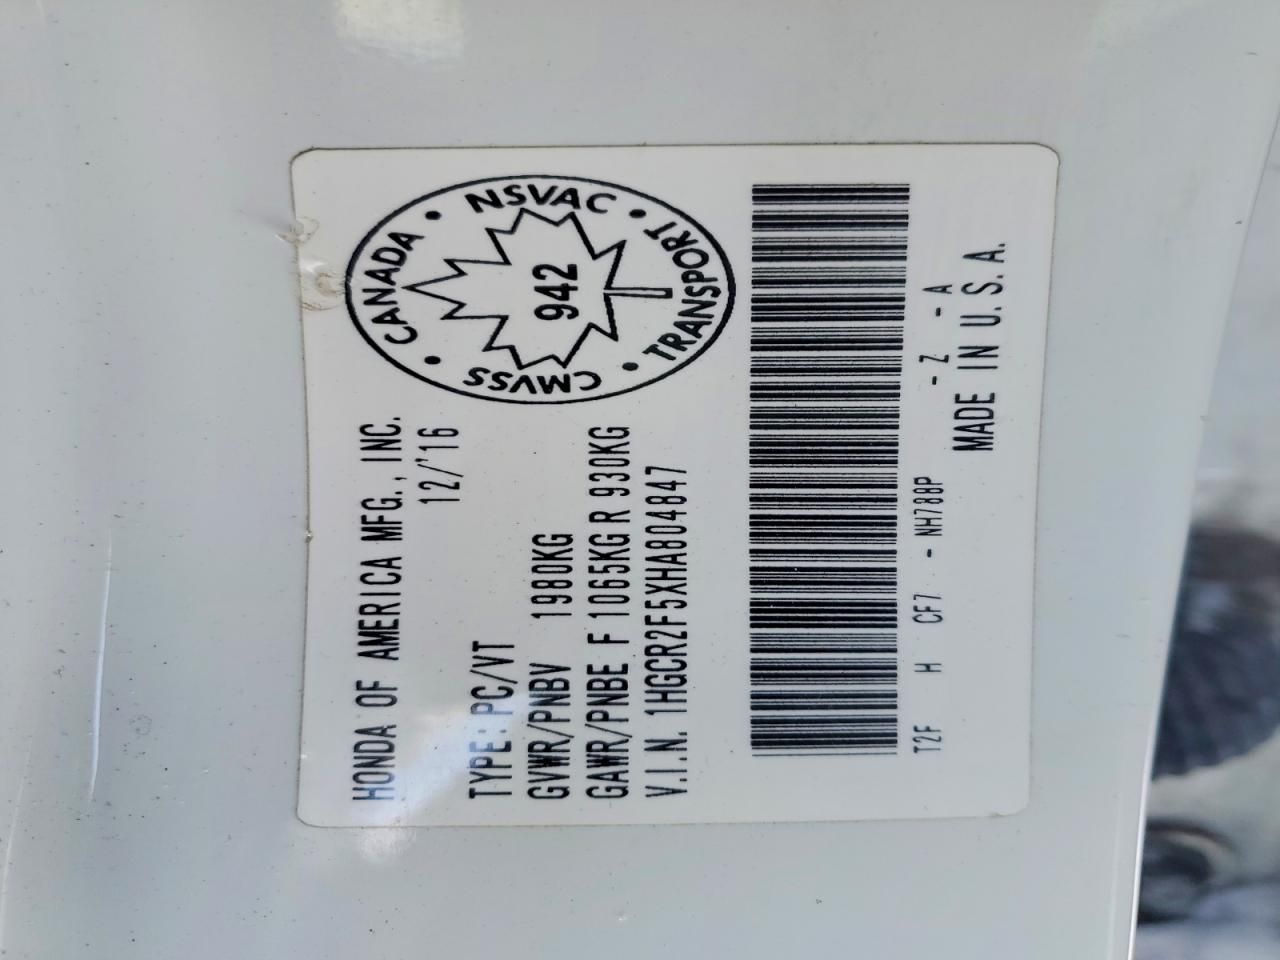 HONDA OF AMERICA MFG., INC.
12/'16
TYPE: PC/VT
GVWR/PNBV 1980KG
GAWR/PNBE F 1065KG R 930KG
V.I.N. 1HGCR2F5XHA804847
CANADA • NSVAC • TRANSPORT • CMVSS •
942
T2F H CF7 - NH788P - Z - A
MADE IN U.S.A.